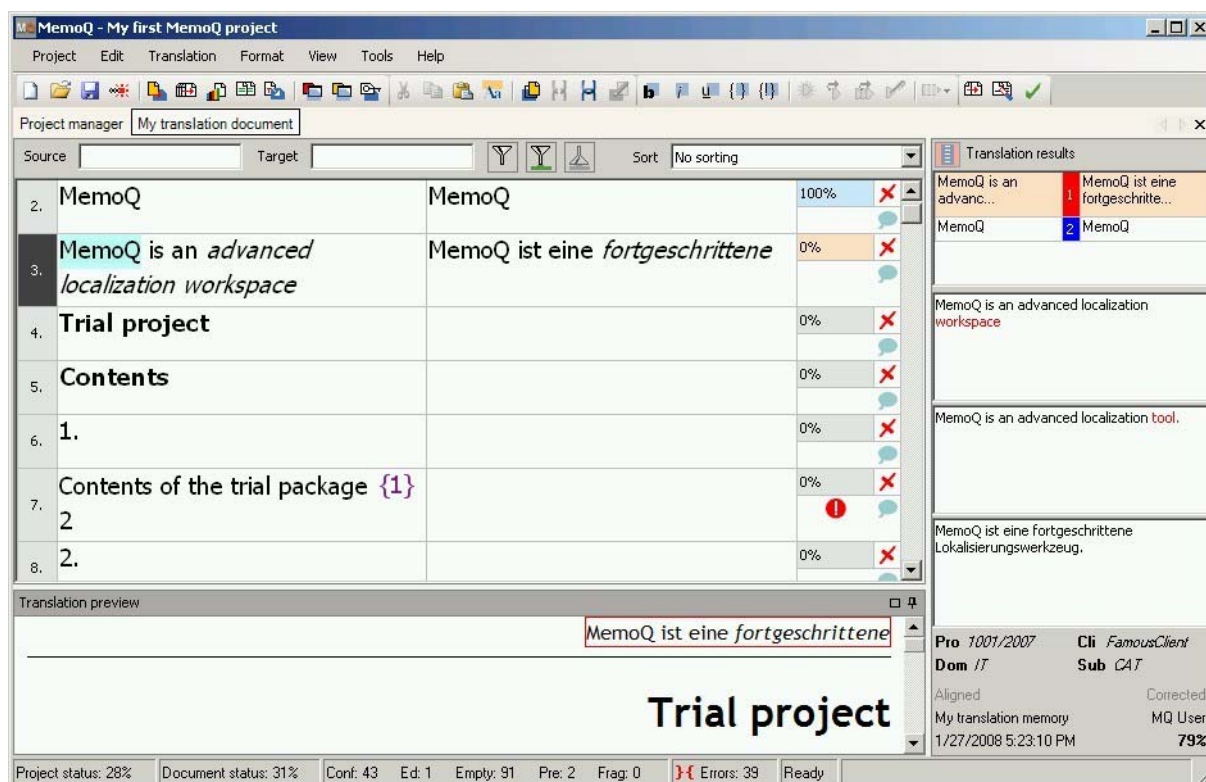 MemoQ - My first MemoQ project
Project Edit Translation Format View Tools Help
Project manager My translation document
Source Target Sort No sorting
2. MemoQ MemoQ 100%
3. MemoQ is an advanced
localization workspace
MemoQ ist eine fortgeschrittene 0%
4. Trial project 0%
5. Contents 0%
6. 1. 0%
7. Contents of the trial package {1}
2
0%
8. 2. 0%
Translation preview
MemoQ ist eine fortgeschrittene
Trial project
Translation results
MemoQ is an
advanc...
1
MemoQ ist eine
fortgeschritte...
MemoQ 2 MemoQ
MemoQ is an advanced localization
workspace
MemoQ is an advanced localization tool.
MemoQ ist eine fortgeschrittene
Lokalisierungswerkzeug.
Pro 1001/2007 Cli FamousClient
Dom IT Sub CAT
Aligned Corrected
My translation memory MQ User
1/27/2008 5:23:10 PM 79%
Project status: 28% Document status: 31% Conf: 43 Ed: 1 Empty: 91 Pre: 2 Frag: 0 Errors: 39 Ready